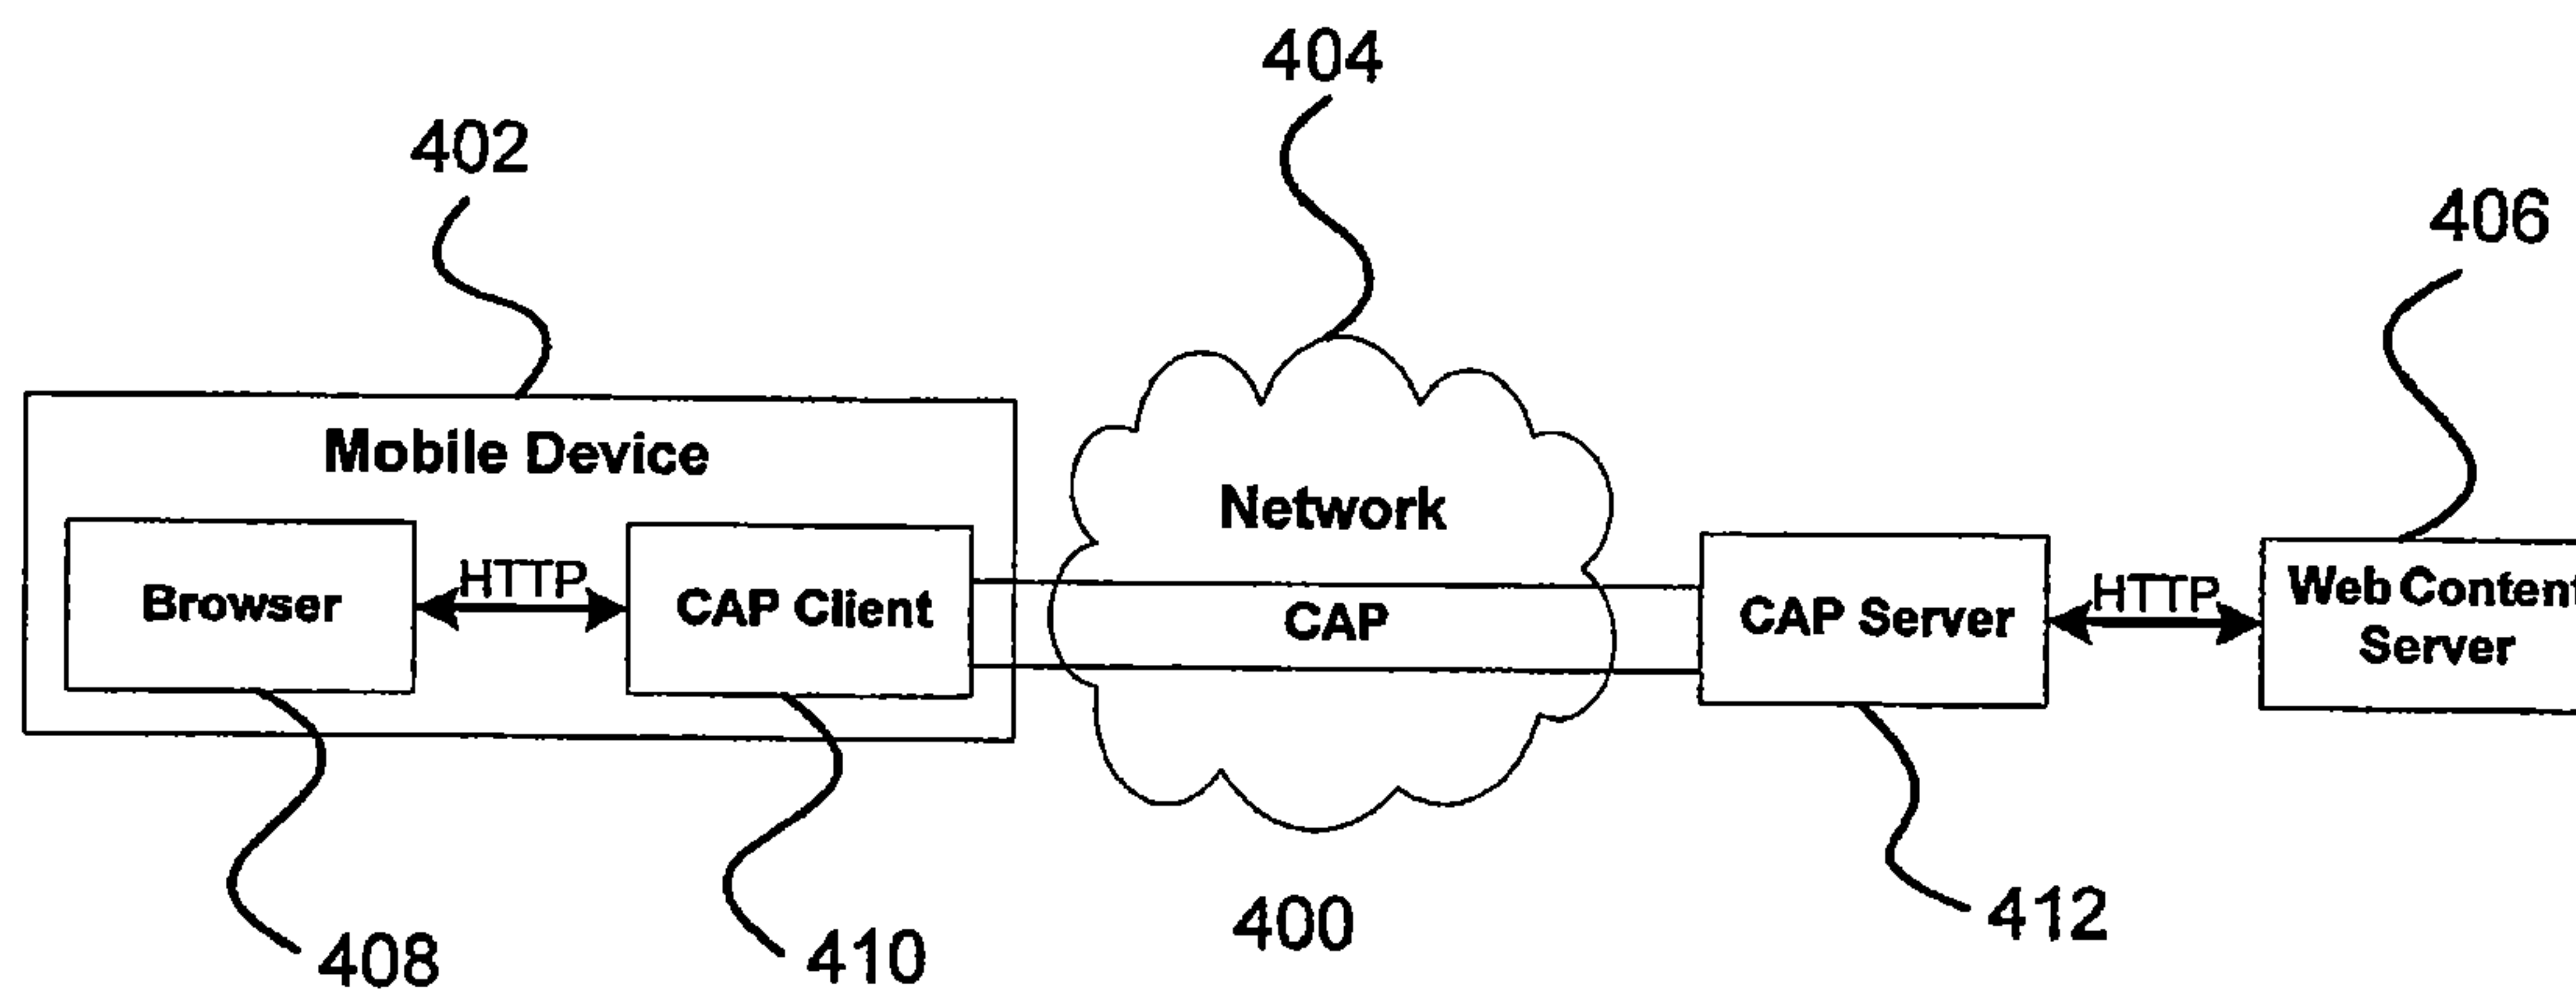 404
402
406
Mobile Device
Network
Browser
HTTP
CAP Client
CAP
CAP Server
HTTP
Web Content
Server
408
410
400
412